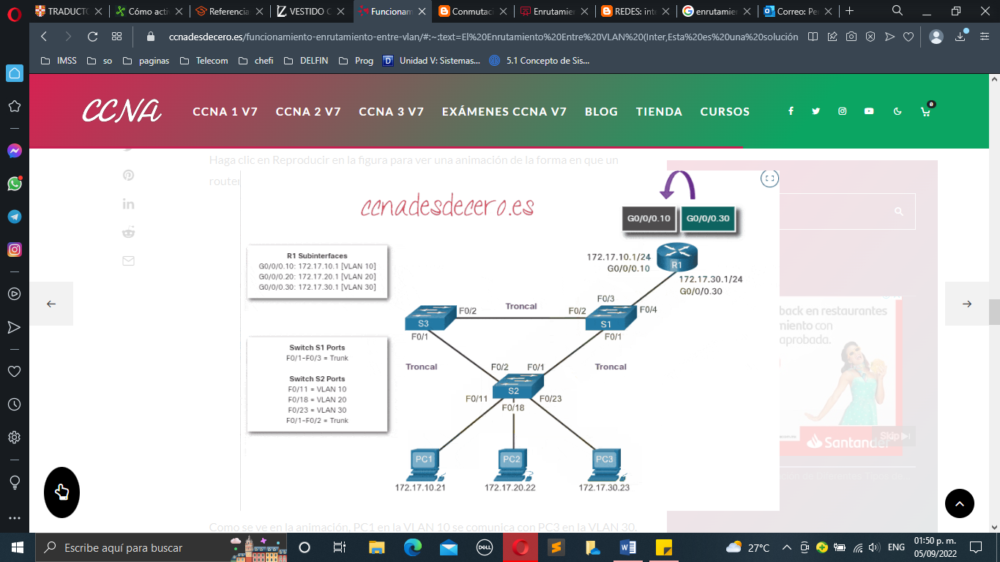 TRADUCTO
Cómo activ
Referencia
VESTIDO C
Funcionam
Conmutaci
Enrutamie
REDES: inte
enrutamien
Correo: Pe
ccnadesdecero.es/funcionamiento-enrutamiento-entre-vlan/#:~:text=El%20Enrutamiento%20Entre%20VLAN%20(Inter,Esta%20es%20una%20solución
IMSS
so
paginas
Telecom
chefi
DELFIN
Prog
Unidad V: Sistemas...
5.1 Concepto de Sis...
CCNA
CCNA 1 V7
CCNA 2 V7
CCNA 3 V7
EXÁMENES CCNA V7
BLOG
TIENDA
CURSOS
0
Haga clic en Reproducir en la figura para ver una animación de la forma en que un
router
ccnadesdecero.es
G0/0/0.10
G0/0/0.30
R1 Subinterfaces
G0/0/0.10: 172.17.10.1 [VLAN 10]
G0/0/0.20: 172.17.20.1 [VLAN 20]
G0/0/0.30: 172.17.30.1 [VLAN 30]
172.17.10.1/24
G0/0/0.10
R1
172.17.30.1/24
G0/0/0.30
S3
F0/2
Troncal
F0/2
F0/3
F0/4
S1
F0/1
F0/1
Switch S1 Ports
F0/1-F0/3 = Trunk
Switch S2 Ports
F0/11 = VLAN 10
F0/18 = VLAN 20
F0/23 = VLAN 30
F0/1-F0/2 = Trunk
Troncal
F0/2
F0/1
Troncal
S2
F0/11
F0/18
F0/23
PC1
PC2
PC3
172.17.10.21
172.17.20.22
172.17.30.23
back en restaurantes
miento con
aprobada.
Skip
Santander
Como se ve en la animación, PC1 en la VLAN 10 se comunica con PC3 en la VLAN 30.
Escribe aquí para buscar
DELL
27°C
ENG
01:50 p. m.
05/09/2022